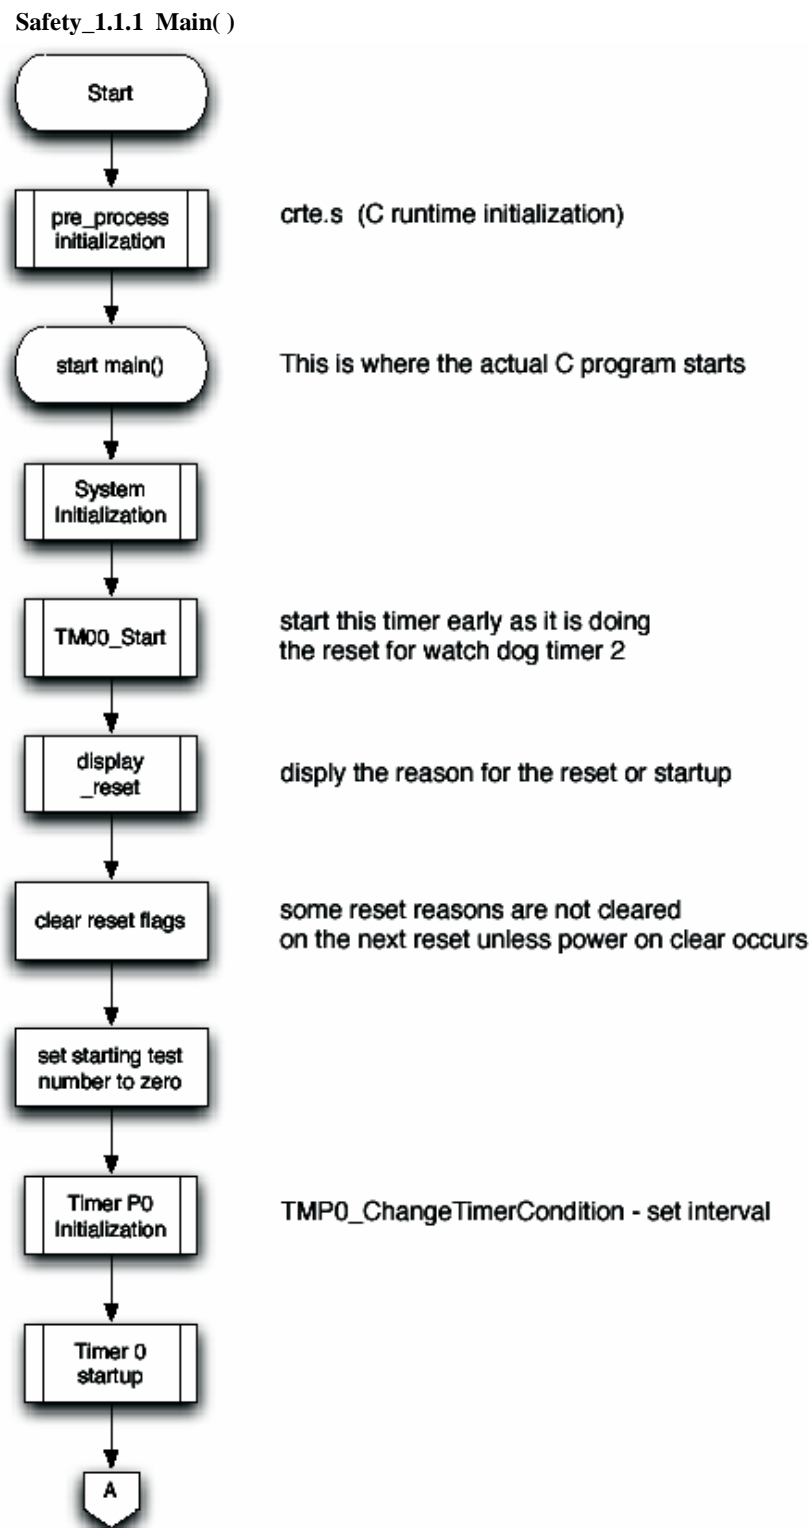 Safety_1.1.1 Main( )
Start
pre_process
initialization
crte.s (C runtime initialization)
start main()
This is where the actual C program starts
System
Initialization
TM00_Start
start this timer early as it is doing
the reset for watch dog timer 2
display
_reset
disply the reason for the reset or startup
clear reset flags
some reset reasons are not cleared
on the next reset unless power on clear occurs
set starting test
number to zero
Timer P0
Initialization
TMP0_ChangeTimerCondition - set interval
Timer 0
startup
A